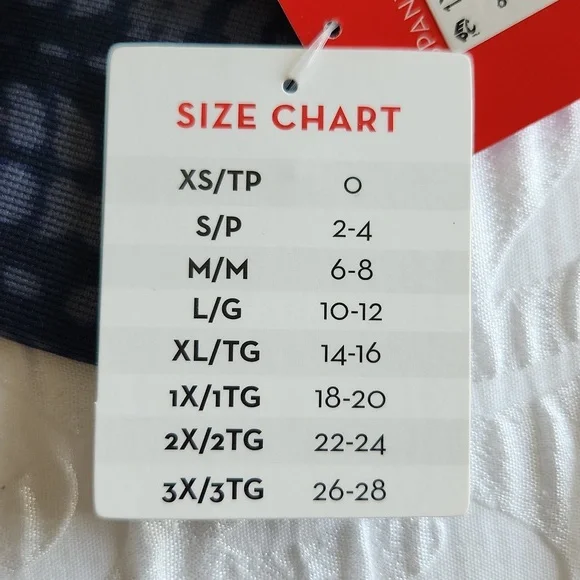 SPAN
SIZE CHART
XS/TP 0
S/P 2-4
M/M 6-8
L/G 10-12
XL/TG 14-16
1X/1TG 18-20
2X/2TG 22-24
3X/3TG 26-28